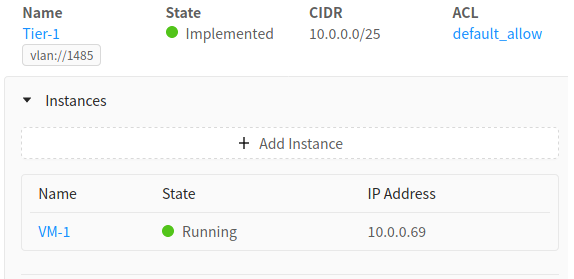 Name State CIDR ACL
Tier-1 Implemented 10.0.0.0/25 default_allow
vlan://1485
Instances
+ Add Instance
Name State IP Address
VM-1 Running 10.0.0.69